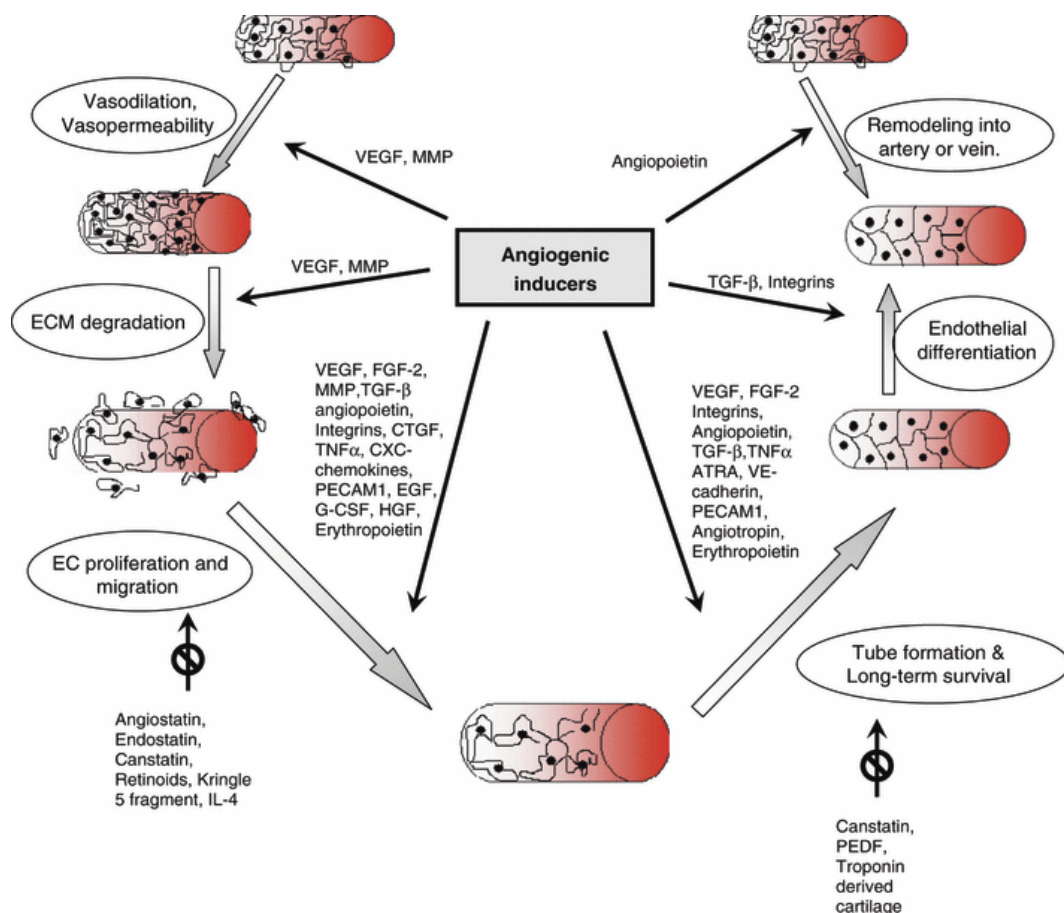 Vasodilation,
Vasopermeability
VEGF, MMP
Angiopoietin
Remodeling into
artery or vein.
Angiogenic
inducers
VEGF, MMP
TGF-β, Integrins
ECM degradation
Endothelial
differentiation
VEGF, FGF-2,
MMP,TGF-β
angiopoietin,
Integrins, CTGF,
TNFα, CXC-
chemokines,
PECAM1, EGF,
G-CSF, HGF,
Erythropoietin
VEGF, FGF-2
Integrins,
Angiopoietin,
TGF-β,TNFα
ATRA, VE-
cadherin,
PECAM1,
Angiotropin,
Erythropoietin
EC proliferation and
migration
Tube formation &
Long-term survival
Angiostatin,
Endostatin,
Canstatin,
Retinoids, Kringle
5 fragment, IL-4
Canstatin,
PEDF,
Troponin
derived
cartilage